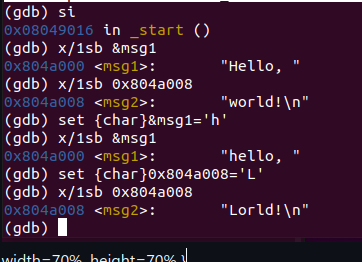 (gdb) si
0x08049016 in _start ()
(gdb) x/1sb &msg1
0x804a000 <msg1>: "Hello, "
(gdb) x/1sb 0x804a008
0x804a008 <msg2>: "world!\n"
(gdb) set {char}&msg1='h'
(gdb) x/1sb &msg1
0x804a000 <msg1>: "hello, "
(gdb) set {char}0x804a008='L'
(gdb) x/1sb 0x804a008
0x804a008 <msg2>: "Lorld!\n"
(gdb)
width=70%, height=70% }